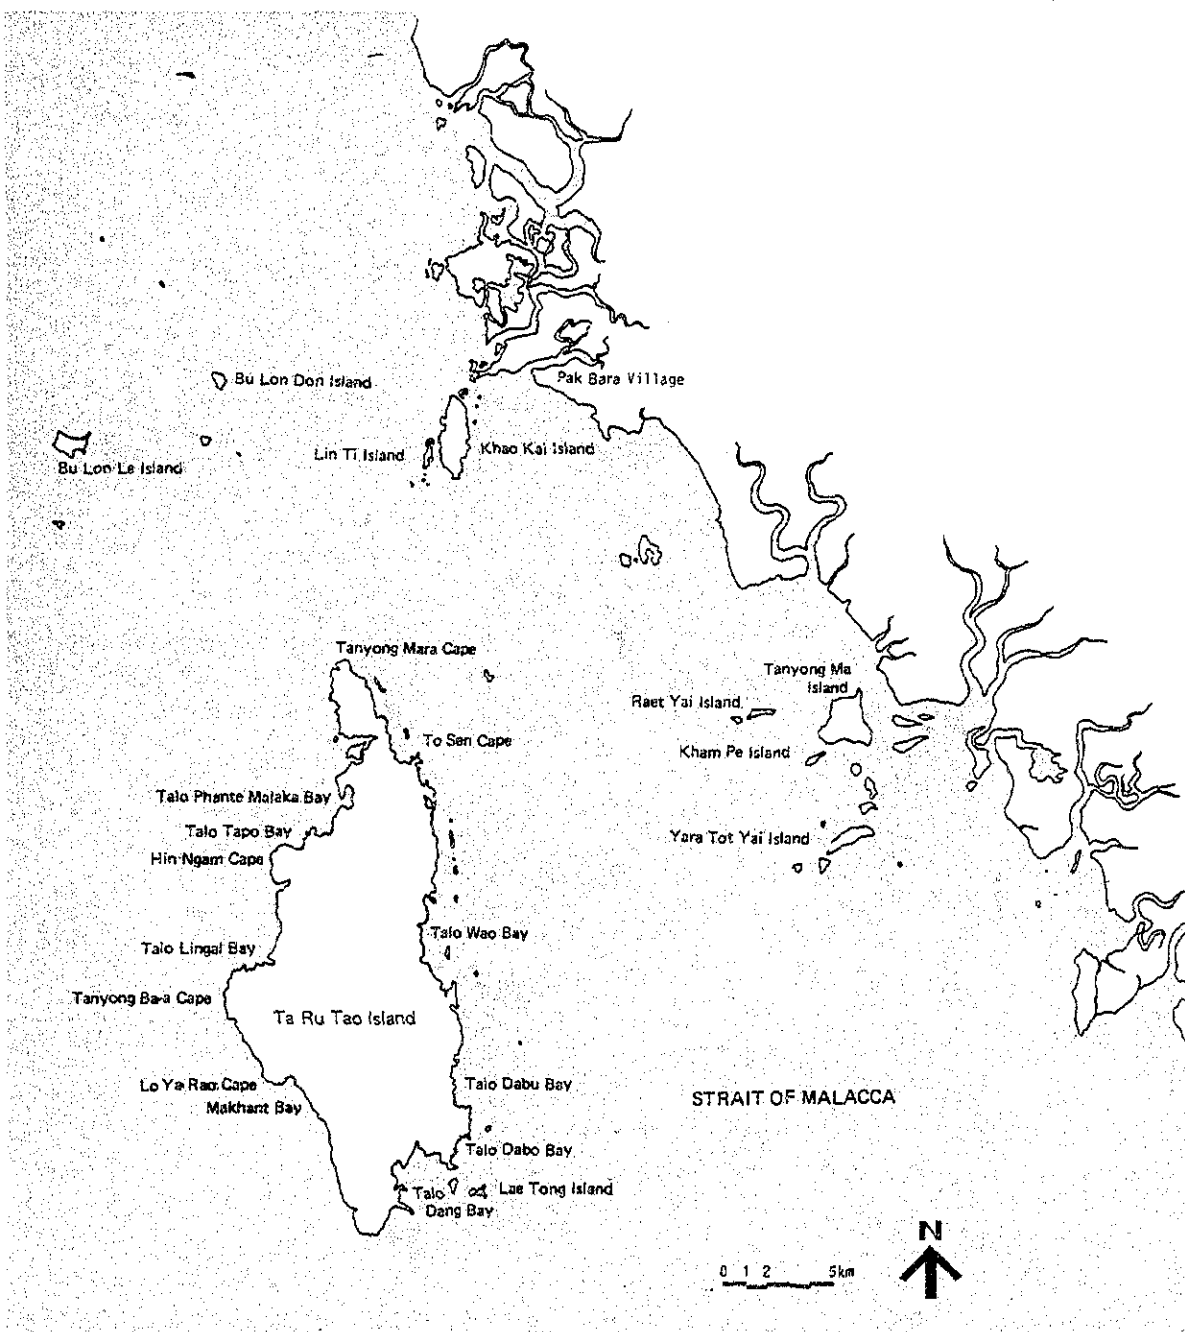 Bu Lon Don Island
Pak Bara Village
Bu Lon Le Island
Lin Ti Island
Khao Kai Island
Tanyong Mara Cape
Tanyong Ma
Island
Raet Yai Island
To Sen Cape
Kham Pe Island
Talo Phante Malaka Bay
Talo Tapo Bay
Yara Tot Yai Island
Hin Ngam Cape
Talo Wao Bay
Talo Lingai Bay
Tanyong Bara Cape
Ta Ru Tao Island
Lo Ya Rao Cape
Talo Dabu Bay
STRAIT OF MALACCA
Makhant Bay
Talo Dabo Bay
Talo
Dang Bay
Lae Tong Island
N
0 1 2 5km